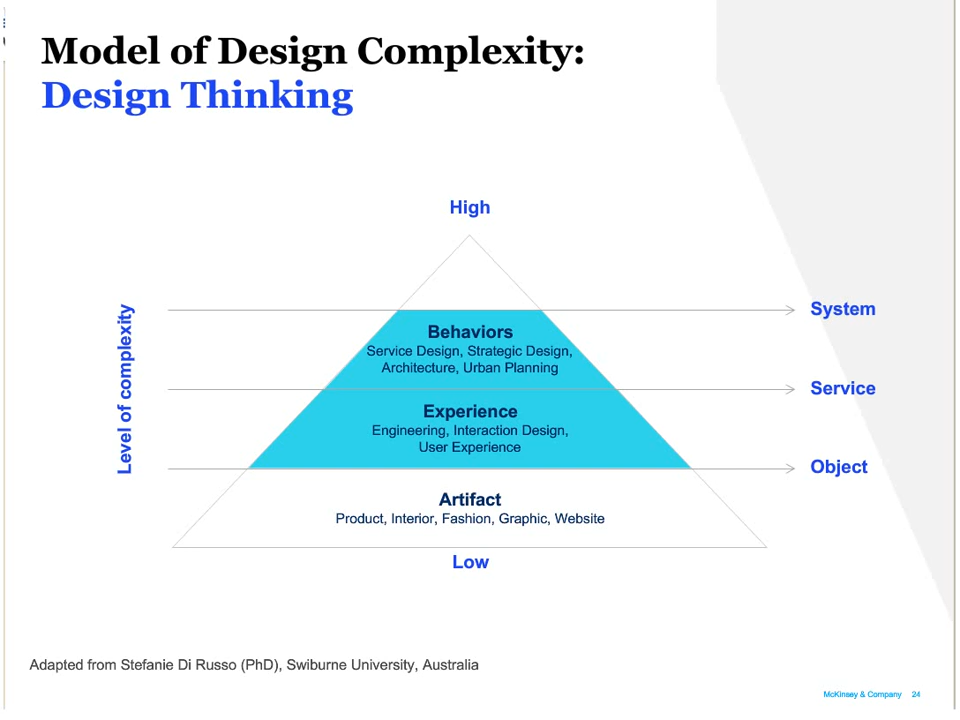 Model of Design Complexity:
Design Thinking
High
Level of complexity
System
Behaviors
Service Design, Strategic Design,
Architecture, Urban Planning
Service
Experience
Engineering, Interaction Design,
User Experience
Object
Artifact
Product, Interior, Fashion, Graphic, Website
Low
Adapted from Stefanie Di Russo (PhD), Swiburne University, Australia
McKinsey & Company 24